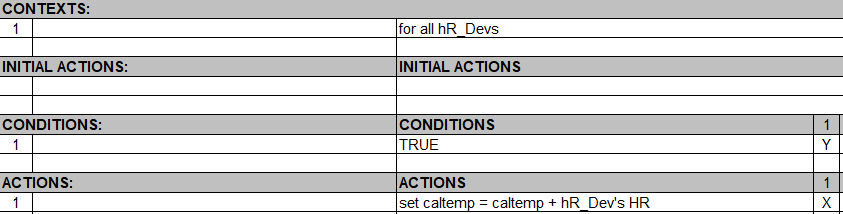 CONTEXTS:
1 for all hR_Devs
INITIAL ACTIONS: INITIAL ACTIONS
CONDITIONS: CONDITIONS 1
1 TRUE Y
ACTIONS: ACTIONS 1
1 set caltemp = caltemp + hR_Dev's HR X